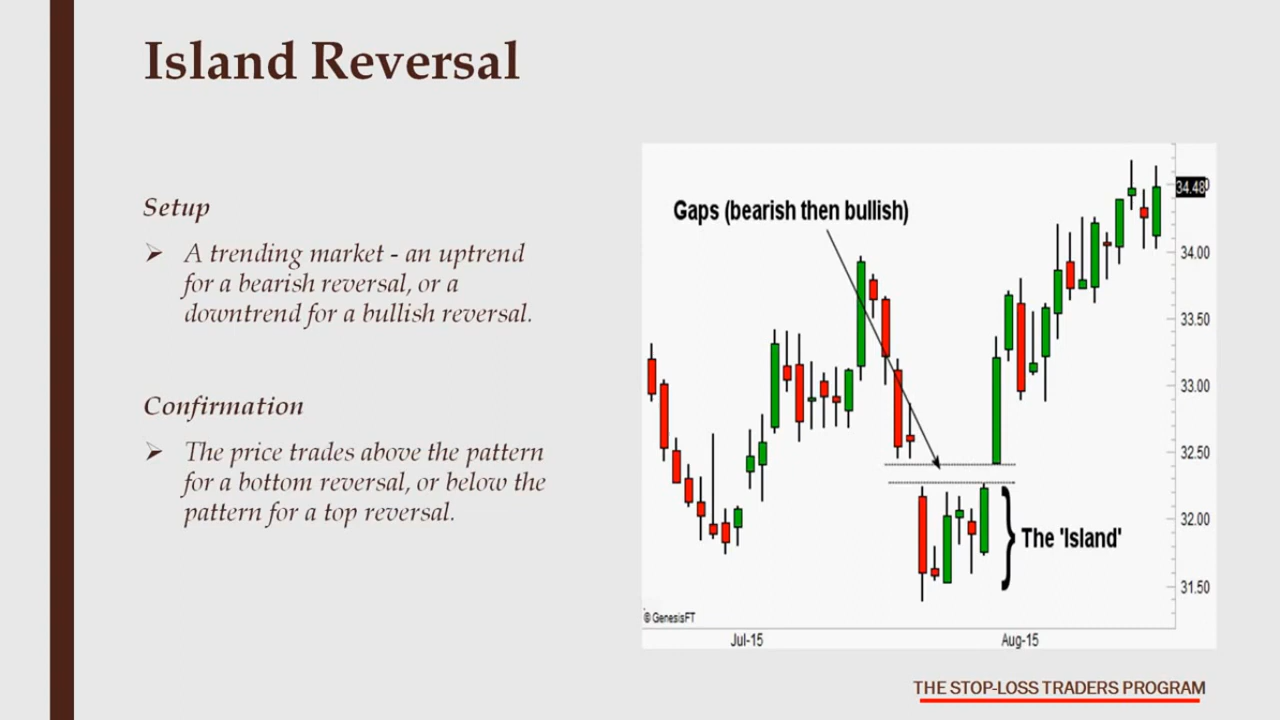 Island Reversal
Setup
➢ A trending market - an uptrend
for a bearish reversal, or a
downtrend for a bullish reversal.
Confirmation
➢ The price trades above the pattern
for a bottom reversal, or below the
pattern for a top reversal.
Gaps (bearish then bullish)
34.48
34.00
33.50
33.00
32.50
32.00
The 'Island'
31.50
© GenesisFT
Jul-15
Aug-15
THE STOP-LOSS TRADERS PROGRAM